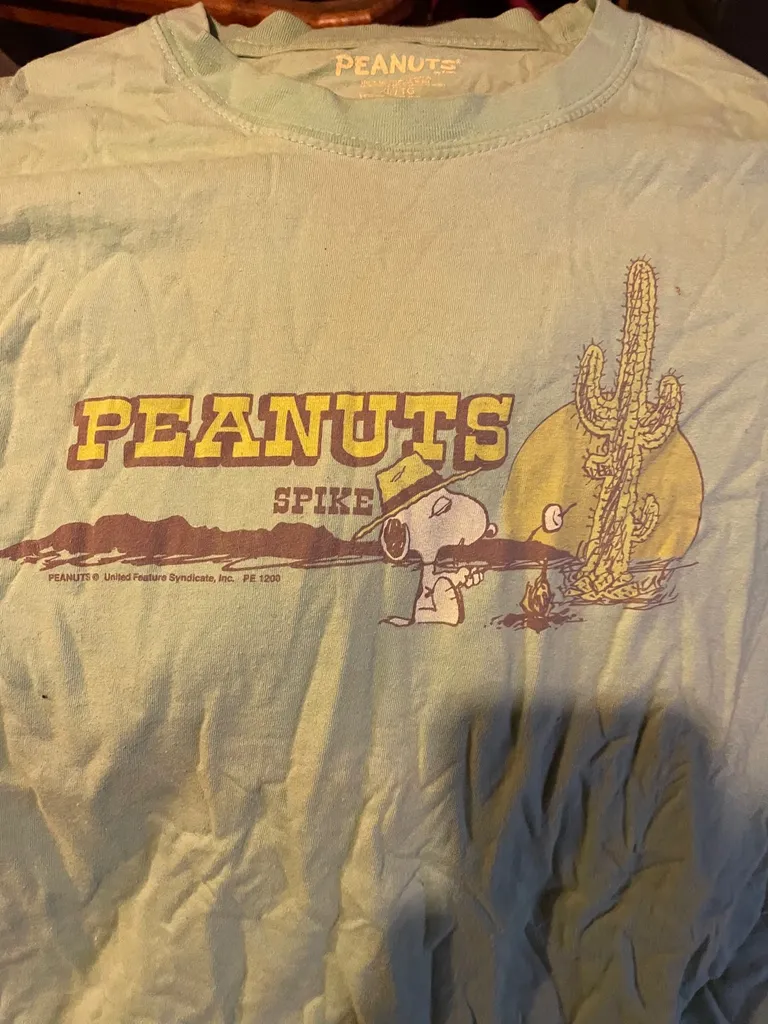 PEANUTS
L/G
PEANUTS
SPIKE
PEANUTS © United Feature Syndicate, Inc. PE 1200